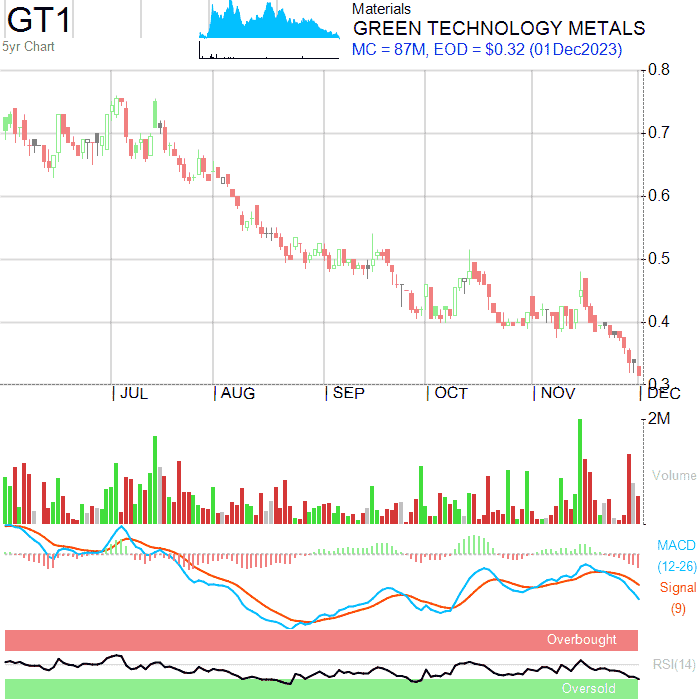 GT1
5yr Chart
Materials
GREEN TECHNOLOGY METALS
MC = 87M, EOD = $0.32 (01Dec2023)
0.8
0.7
0.6
0.5
0.4
0.3
JUL AUG SEP OCT NOV DEC
2M
Volume
MACD
(12-26)
Signal
(9)
Overbought
RSI(14)
Oversold